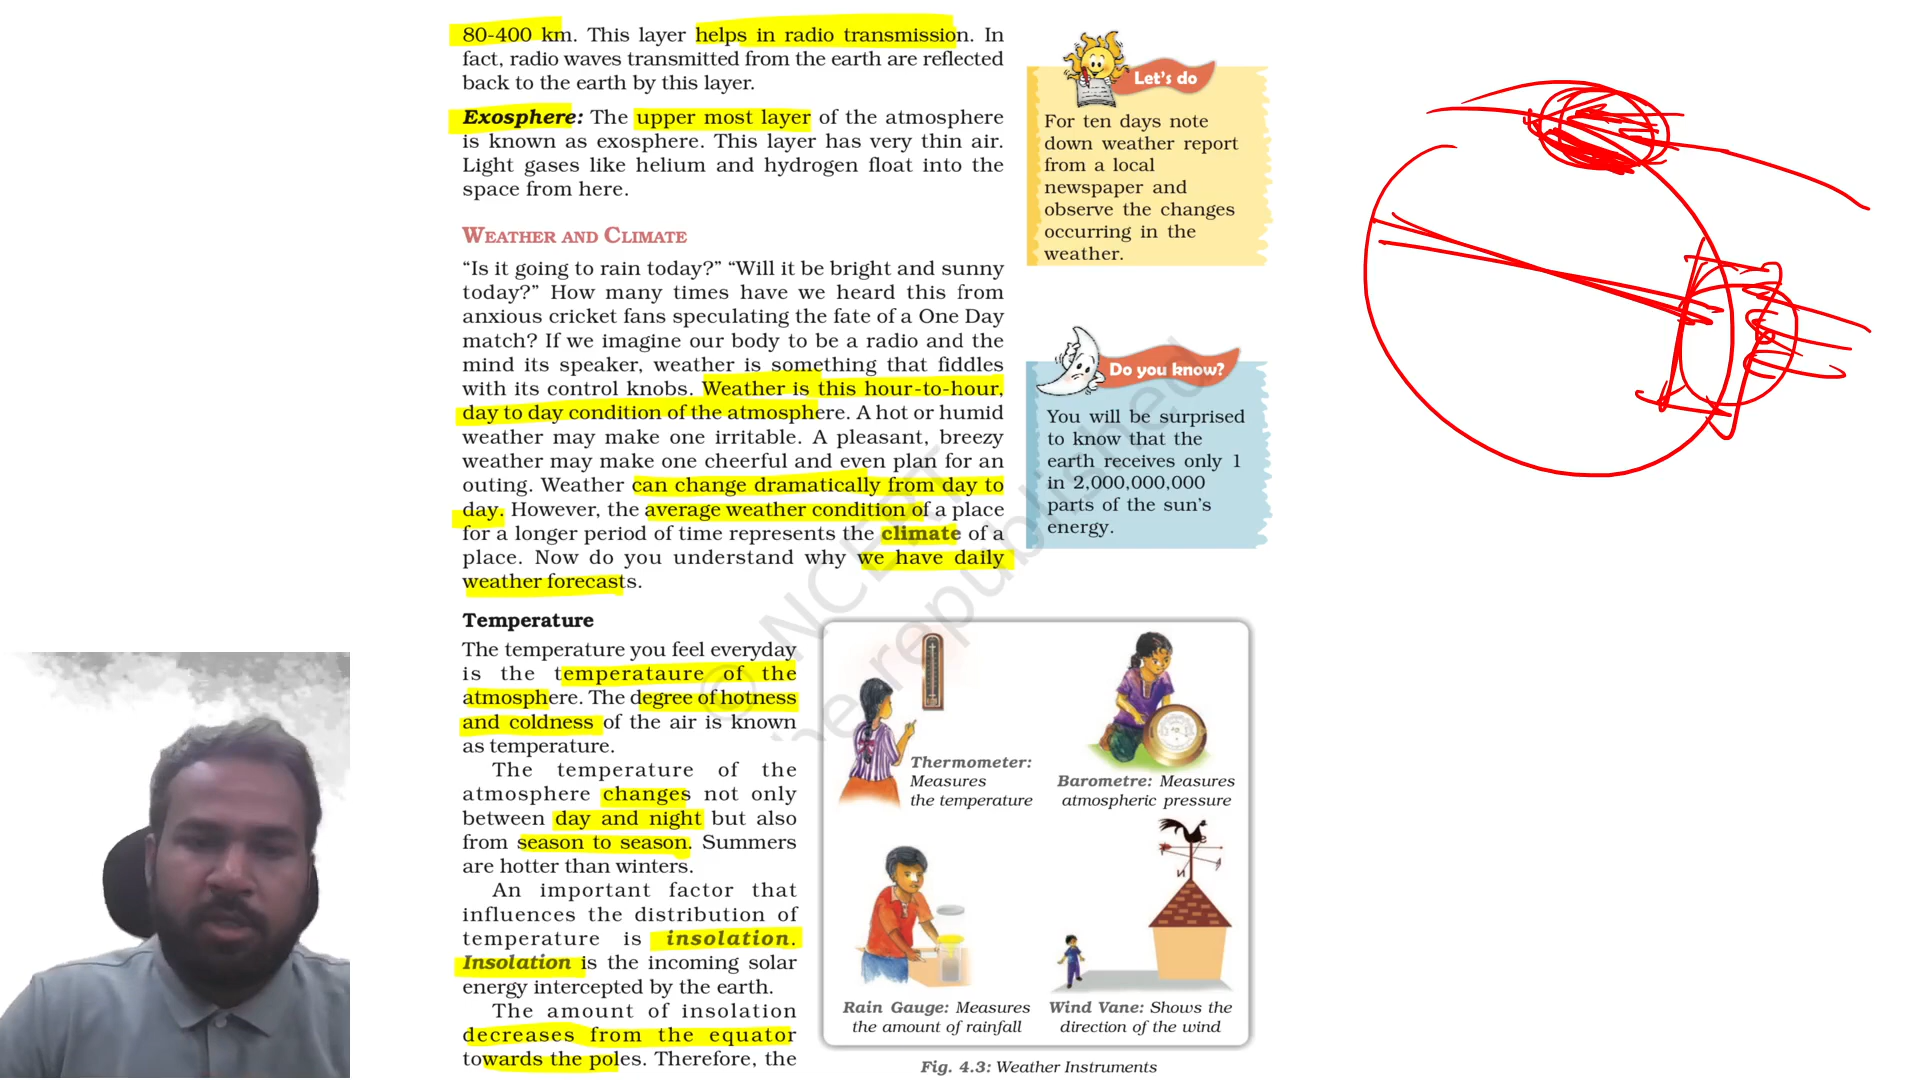 80-400 km. This layer helps in radio transmission. In
fact, radio waves transmitted from the earth are reflected
back to the earth by this layer.
Exosphere: The upper most layer of the atmosphere
is known as exosphere. This layer has very thin air.
Light gases like helium and hydrogen float into the
space from here.
WEATHER AND CLIMATE
“Is it going to rain today?” “Will it be bright and sunny
today?” How many times have we heard this from
anxious cricket fans speculating the fate of a One Day
match? If we imagine our body to be a radio and the
mind its speaker, weather is something that fiddles
with its control knobs. Weather is this hour-to-hour,
day to day condition of the atmosphere. A hot or humid
weather may make one irritable. A pleasant, breezy
weather may make one cheerful and even plan for an
outing. Weather can change dramatically from day to
day. However, the average weather condition of a place
for a longer period of time represents the climate of a
place. Now do you understand why we have daily
weather forecasts.
Temperature
The temperature you feel everyday
is the temperataure of the
atmosphere. The degree of hotness
and coldness of the air is known
as temperature.
The temperature of the
atmosphere changes not only
between day and night but also
from season to season. Summers
are hotter than winters.
An important factor that
influences the distribution of
temperature is insolation.
Insolation is the incoming solar
energy intercepted by the earth.
The amount of insolation
decreases from the equator
towards the poles. Therefore, the
Let’s do
For ten days note
down weather report
from a local
newspaper and
observe the changes
occurring in the
weather.
Do you know?
You will be surprised
to know that the
earth receives only 1
in 2,000,000,000
parts of the sun’s
energy.
Thermometer:
Measures
the temperature
Barometre: Measures
atmospheric pressure
Rain Gauge: Measures
the amount of rainfall
Wind Vane: Shows the
direction of the wind
Fig. 4.3: Weather Instruments
© NCERT
be republished